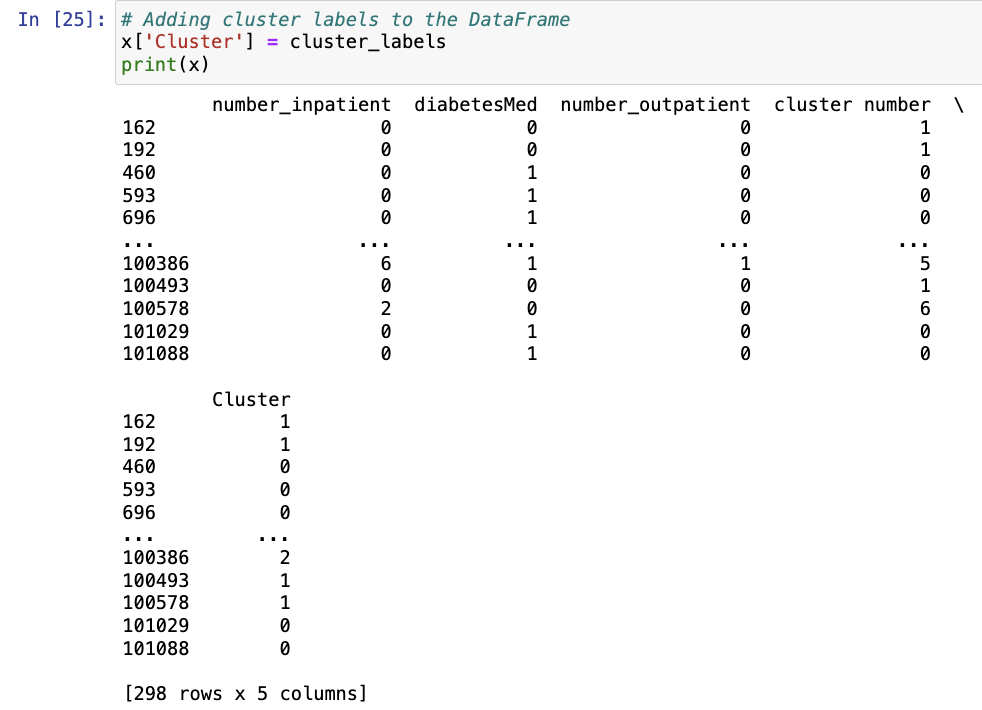 In [25]: # Adding cluster labels to the DataFrame
x['Cluster'] = cluster_labels
print(x)
number_inpatient diabetesMed number_outpatient cluster number \
162 0 0 0 1
192 0 0 0 1
460 0 1 0 0
593 0 1 0 0
696 0 1 0 0
... ... ... ... ...
100386 6 1 1 5
100493 0 0 0 1
100578 2 0 0 6
101029 0 1 0 0
101088 0 1 0 0
Cluster
162 1
192 1
460 0
593 0
696 0
... ...
100386 2
100493 1
100578 1
101029 0
101088 0
[298 rows x 5 columns]